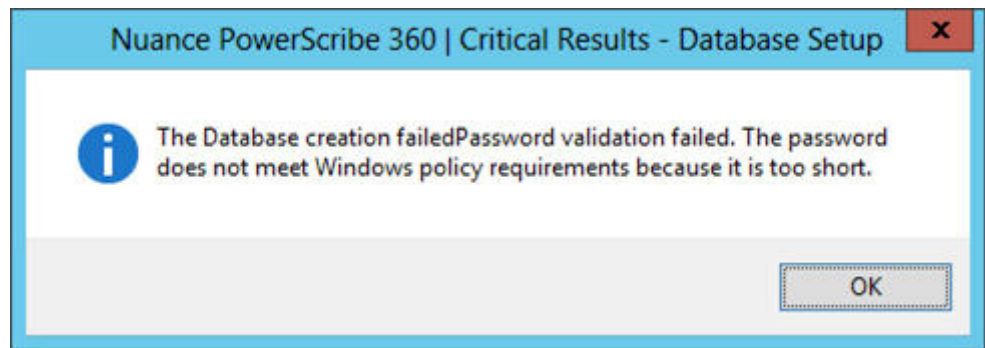 Nuance PowerScribe 360 | Critical Results - Database Setup
x
The Database creation failedPassword validation failed. The password
does not meet Windows policy requirements because it is too short.
OK